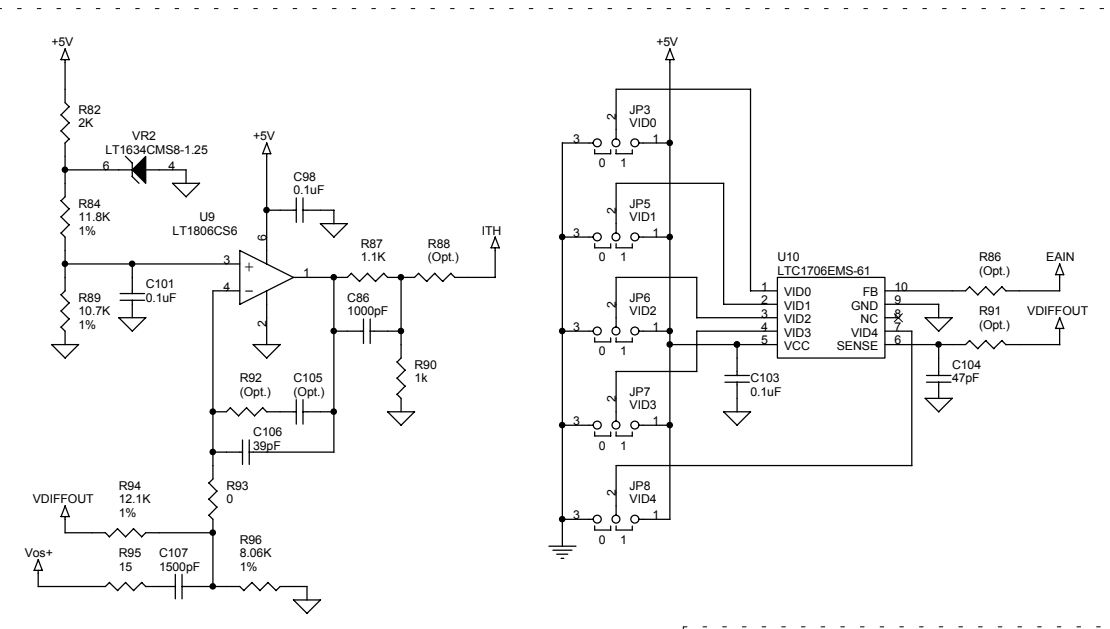 +5V
R82
2K
VR2
LT1634CMS8-1.25
6
4
+5V
R84
11.8K
1%
C98
0.1uF
U9
LT1806CS6
6
3
+
4
-
1
2
R87
1.1K
R88
(Opt.)
ITH
C101
0.1uF
R89
10.7K
1%
C86
1000pF
R90
1k
R92
(Opt.)
C105
(Opt.)
C106
39pF
R93
0
VDIFFOUT
R94
12.1K
1%
Vos+
R95
15
C107
1500pF
R96
8.06K
1%
+5V
JP3
VID0
2
3
1
0 1
JP5
VID1
2
3
1
0 1
JP6
VID2
2
3
1
0 1
JP7
VID3
2
3
1
0 1
JP8
VID4
2
3
1
0 1
U10
LTC1706EMS-61
1 VID0 FB 10
2 VID1 GND 9
3 VID2 NC 8
4 VID3 VID4 7
5 VCC SENSE 6
R86
(Opt.)
EAIN
R91
(Opt.)
VDIFFOUT
C103
0.1uF
C104
47pF